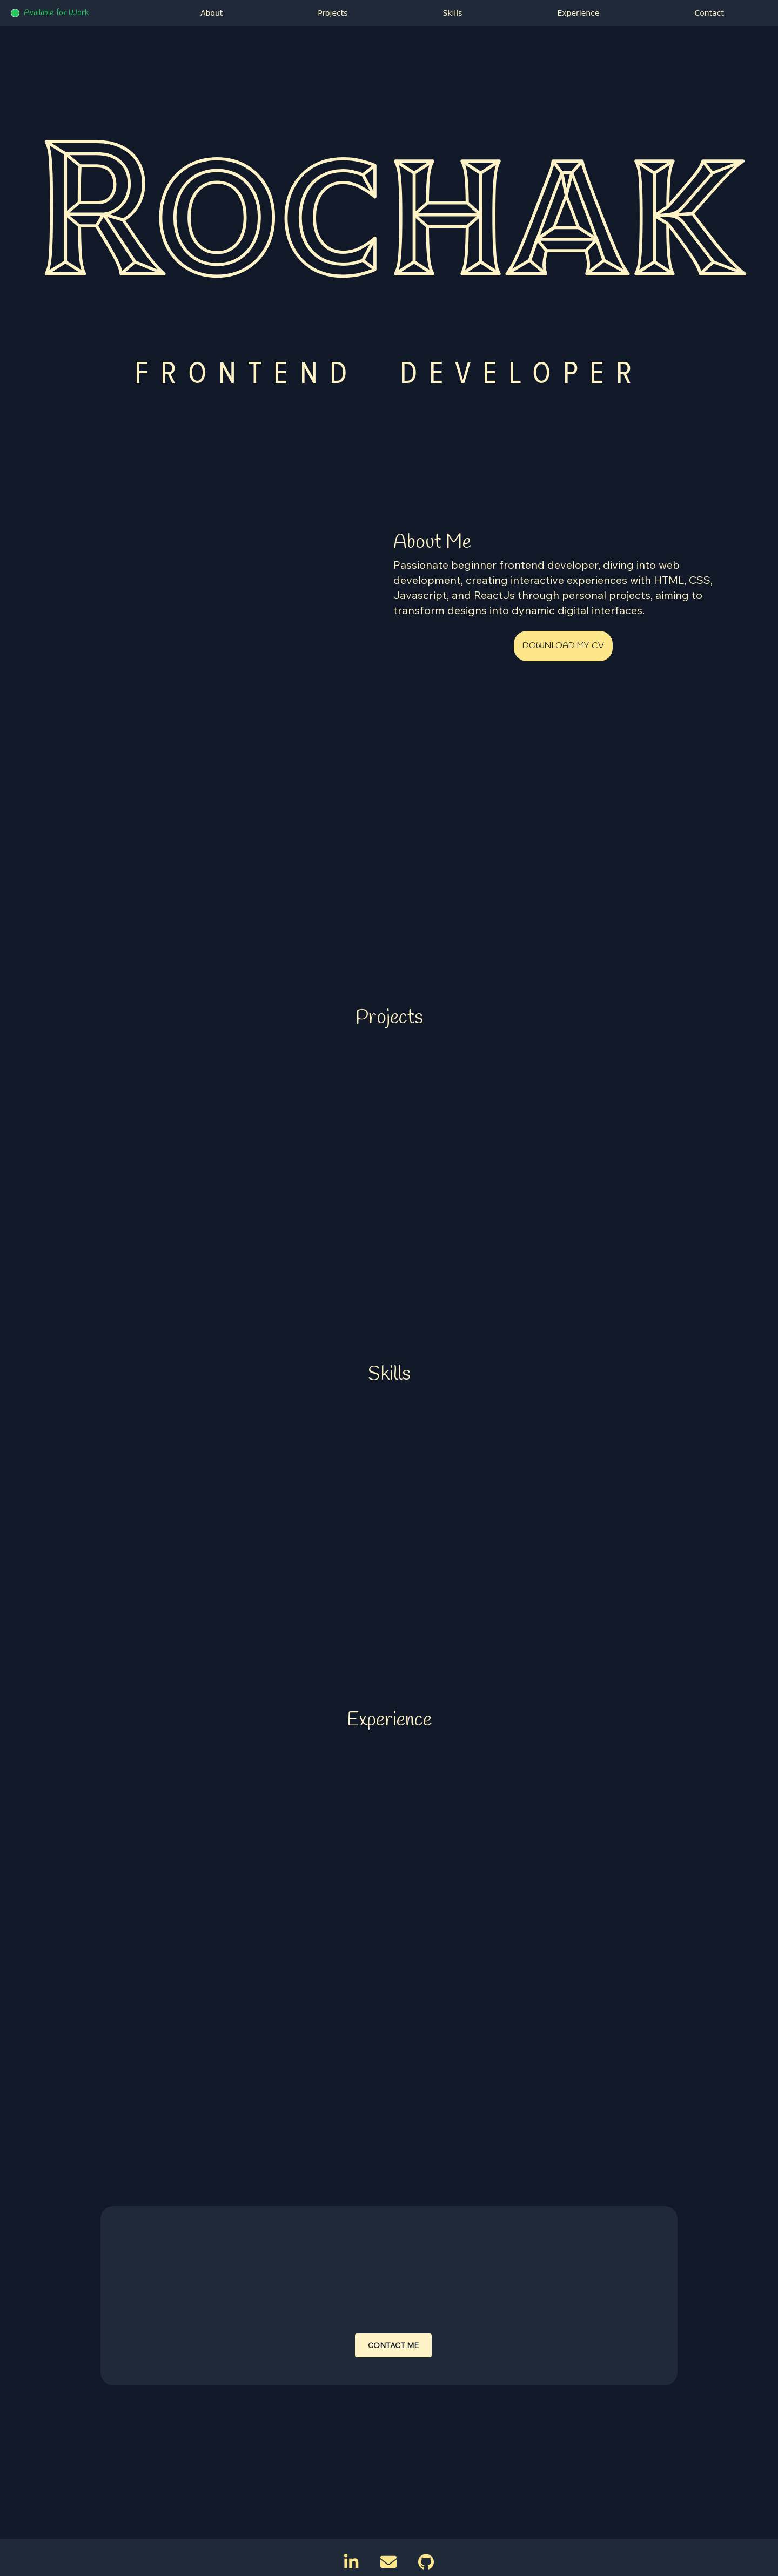 Available for Work
About
Projects
Skills
Experience
Contact
ROCHAK
FRONTEND DEVELOPER
About Me
Passionate beginner frontend developer, diving into web
development, creating interactive experiences with HTML, CSS,
Javascript, and ReactJs through personal projects, aiming to
transform designs into dynamic digital interfaces.
DOWNLOAD MY CV
Projects
Skills
Experience
CONTACT ME
in